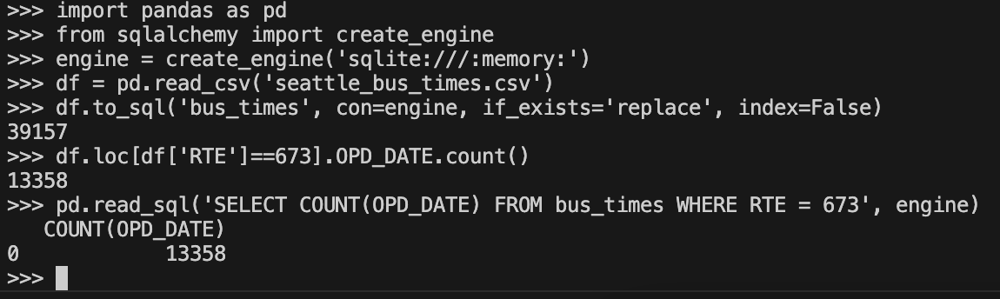 >>> import pandas as pd
>>> from sqlalchemy import create_engine
>>> engine = create_engine('sqlite:///:memory:')
>>> df = pd.read_csv('seattle_bus_times.csv')
>>> df.to_sql('bus_times', con=engine, if_exists='replace', index=False)
39157
>>> df.loc[df['RTE']==673].OPD_DATE.count()
13358
>>> pd.read_sql('SELECT COUNT(OPD_DATE) FROM bus_times WHERE RTE = 673', engine)
   COUNT(OPD_DATE)
0            13358
>>>